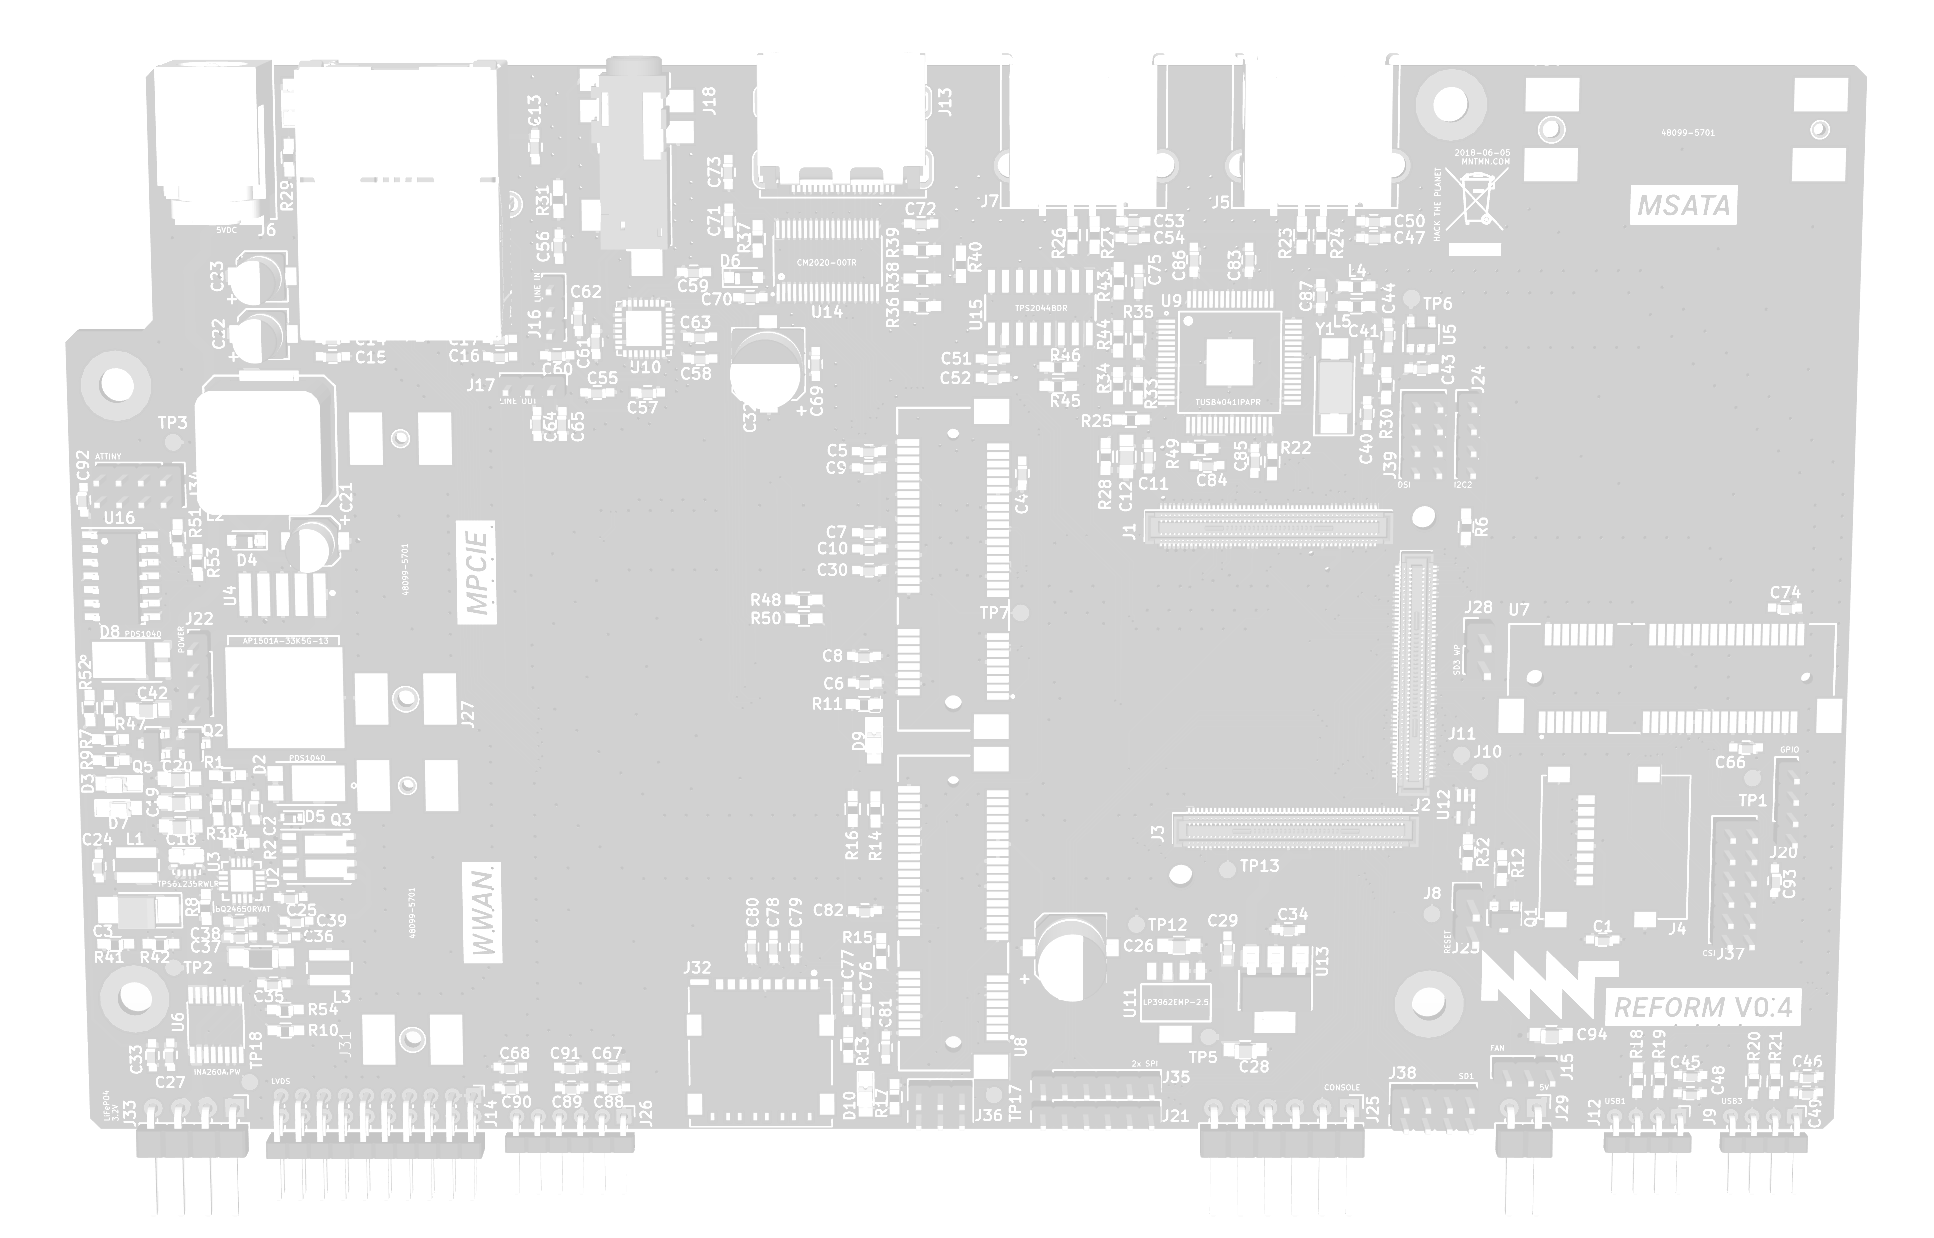 C13
J18
J13
48099-5701
2018-06-05
MNTMN.COM
HACK THE PLANET
MSATA
R29
5VDC
J6
R31
C56
C73
C71
R37
C72
R39
R38
R36
R40
J7
R26
C53
C54
J5
R23
R24
C50
C47
C23
C22
J16
LINE IN
C62
C61
C60
C59
D6
C70
CM2020-00TR
U14
U15
TPS2044BDR
R43
C75
C86
C83
U9
C87
L4
L5
C44
TP6
U5
R35
R44
Y1
C41
C43
C15
C16
C63
C58
U10
C69
C51
C52
R46
R45
R34
R33
R25
TUSB4041IPAPR
J17
LINE OUT
C55
C57
C64
C65
R30
C40
J24
J39
DSI
I2C2
TP3
ATTINY
C92
U16
C21
C5
C9
C4
R28
C12
C11
R49
C84
C85
R22
R51
R53
D4
U4
MPCIE
48099-5701
C7
C10
C30
J1
R6
R48
R50
TP7
C74
U7
J28
SD3 WP
J22
POWER
D8
PDS1040
AP1501A-33K5G-13
R52
C42
R47
Q2
J27
C8
C6
R11
D9
R7
R9
Q5
C20
R1
D2
PDS1040
D3
C19
D7
R3
R4
C2
D5
Q3
J11
J10
C66
GPIO
TP1
J2
U12
C24
L1
C18
U3
U2
R2
TPS61235RWLR
bQ24650RVAT
R16
R14
J3
TP13
R32
R12
J20
C93
WWAN
48099-5701
R8
C3
C25
C39
C38
C36
C37
R41
R42
TP2
C35
L3
C80
C78
C79
C82
R15
TP12
C26
C29
C34
U13
J8
RESET
Q1
C1
J4
CSI
J37
J32
C77
C76
C81
R13
U8
U11
LP3962EMP-2.5
TP5
C28
REFORM V0.4
C94
U6
R54
R10
J31
TP18
INA260AIPW
C33
C27
LiFePO4
3.2V
J33
LVDS
J14
C68
C91
C67
C90
C89
C88
J26
D10
R17
J36
TP17
2x SPI
J35
J21
CONSOLE
J25
J38
SD1
FAN
J15
5V
J29
R18
R19
C45
C48
R20
R21
C46
USB1
J12
J9
USB3